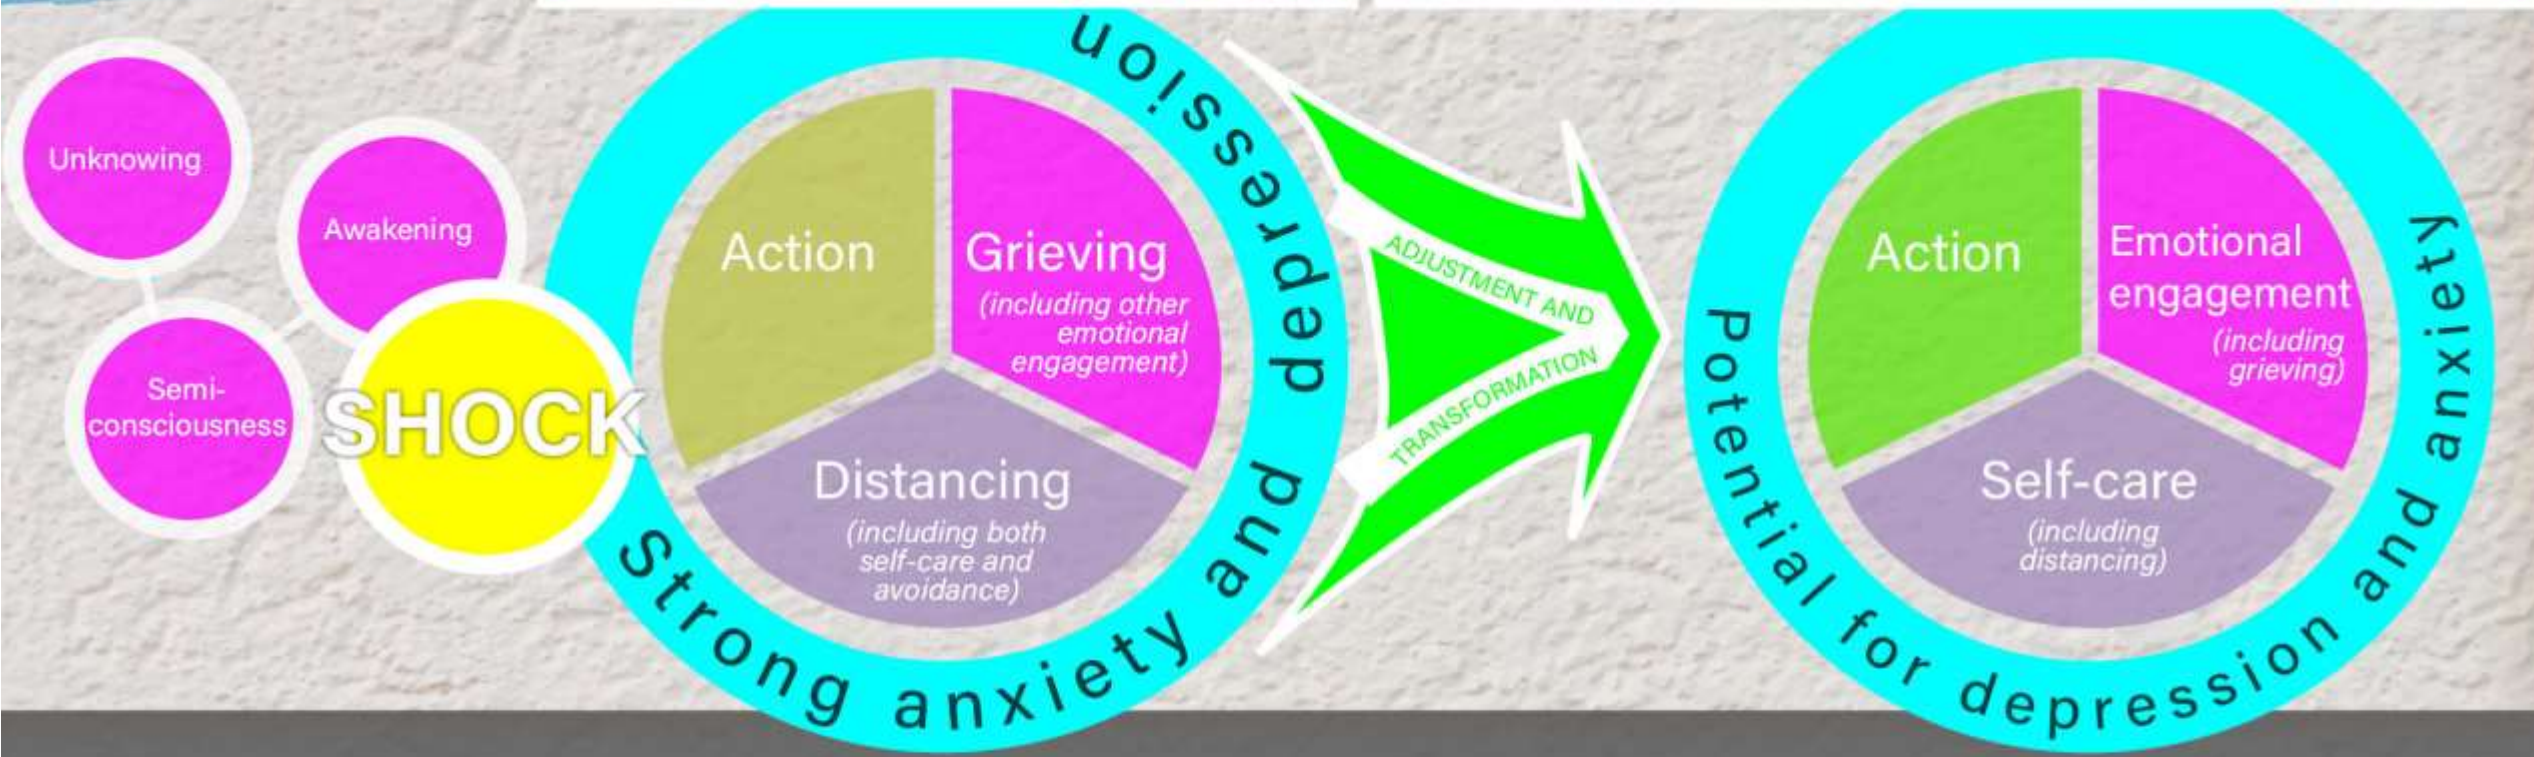 Unknowing
Semi-
consciousness
Awakening
SHOCK
Strong anxiety and depression
Action
Grieving
(including other
emotional
engagement)
Distancing
(including both
self-care and
avoidance)
ADJUSTMENT AND
TRANSFORMATION
Potential for depression and anxiety
Action
Emotional
engagement
(including
grieving)
Self-care
(including
distancing)